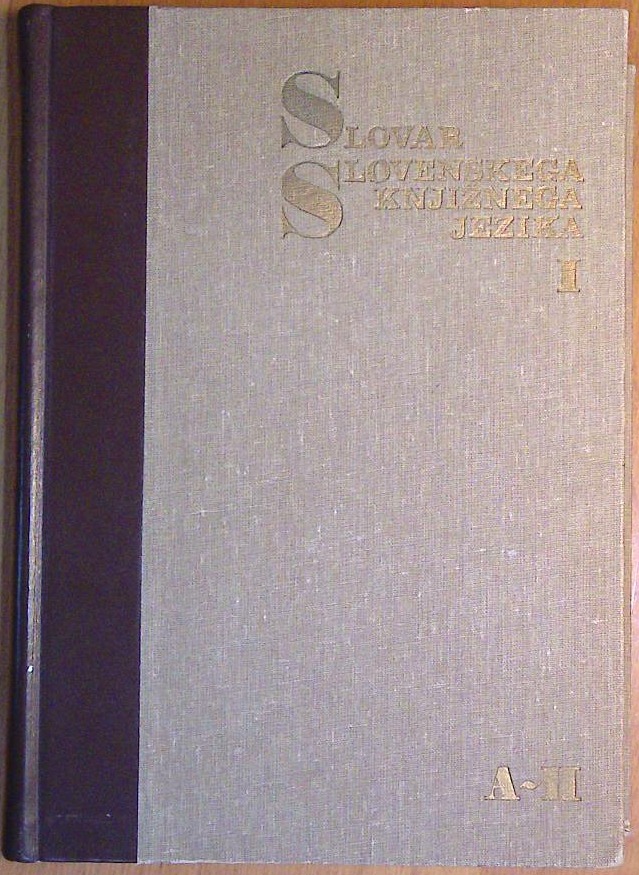 SLOVAR
SLOVENSKEGA
KNJIŽNEGA
JEZIKA
I
A~H